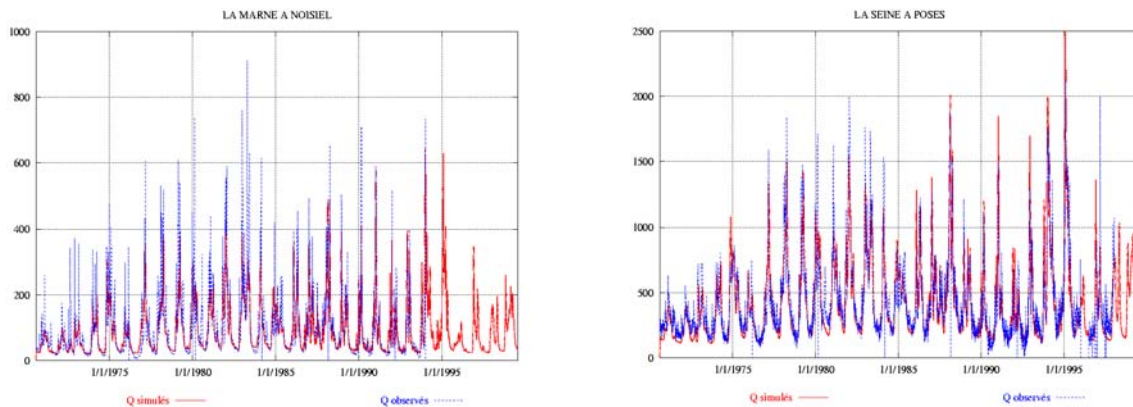 LA MARNE A NOISIEL
1000
800
600
400
200
0
1/1/1975 1/1/1980 1/1/1985 1/1/1990 1/1/1995
Q simulés Q observés
LA SEINE A POSES
2500
2000
1500
1000
500
0
1/1/1975 1/1/1980 1/1/1985 1/1/1990 1/1/1995
Q simulés Q observés